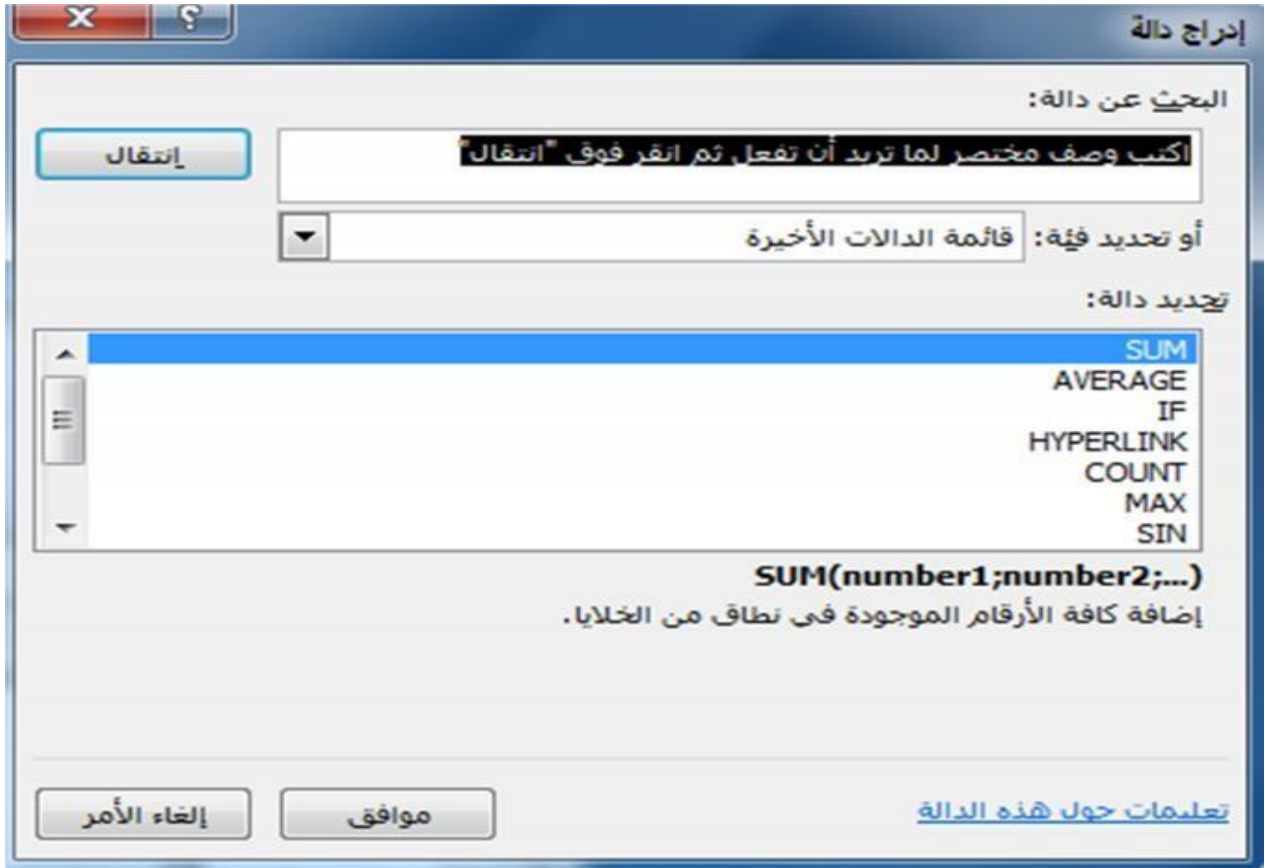 إدراج دالة
البحث عن دالة:
اكتب وصف مختصر لما تريد أن تفعل ثم انقر فوق "انتقال"
إنتقال
أو تحديد فئة: قائمة الدالات الأخيرة
تحديد دالة:
SUM
AVERAGE
IF
HYPERLINK
COUNT
MAX
SIN
SUM(number1;number2;...)
إضافة كافة الأرقام الموجودة في نطاق من الخلايا.
تعليمات حول هذه الدالة
موافق
إلغاء الأمر